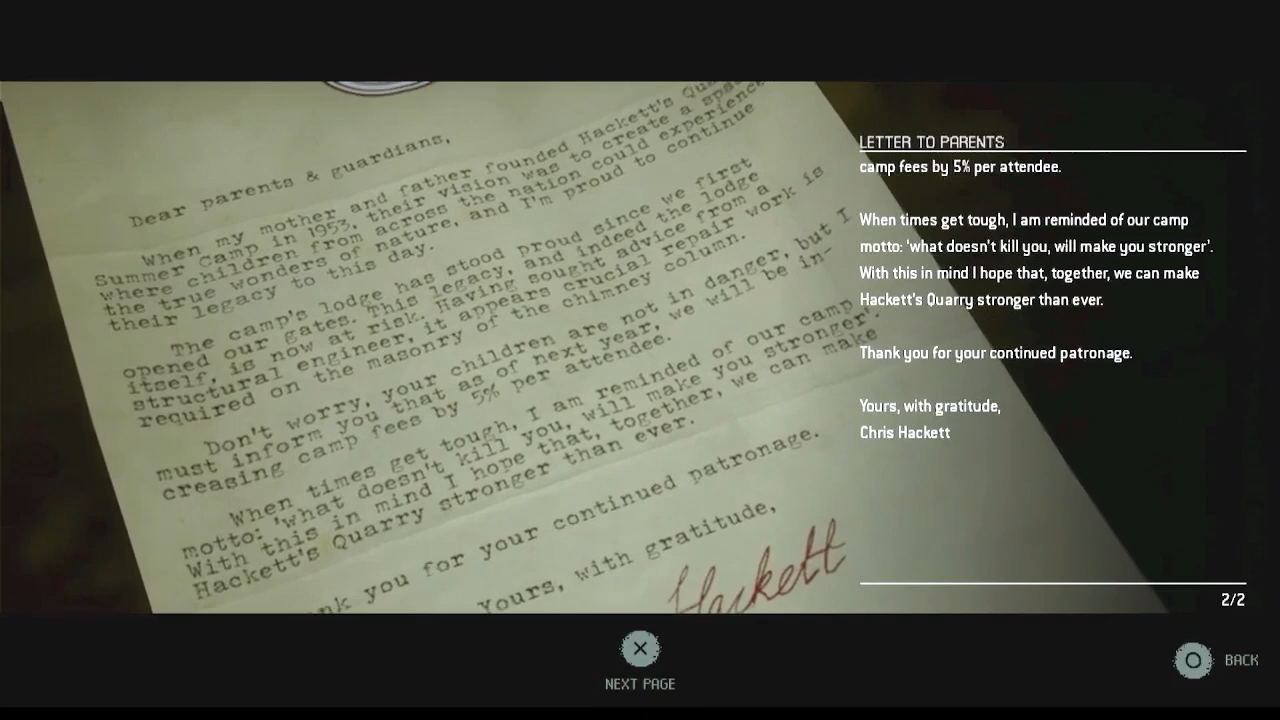 Dear parents & guardians,
When my mother and father founded Hackett's
Summer Camp in 1953, their vision was to create a
where children from across the nation could experience
the true wonders of nature, and I'm proud to continue
their legacy to this day.
The camp's lodge has stood proud since we first
opened our gates. This legacy, and indeed the lodge
itself, is now at risk. Having sought advice from a
structural engineer, it appears crucial repair work is
required on the masonry of the chimney column.
Don't worry, your children are not in danger, but I
must inform you that as of next year, we will be in-
creasing camp fees by 5% per attendee.
When times get tough, I am reminded of our camp
motto: 'what doesn't kill you, will make you stronger'.
With this in mind I hope that, together, we can make
Hackett's Quarry stronger than ever.
you for your continued patronage.
Yours, with gratitude,
Hackett
LETTER TO PARENTS
camp fees by 5% per attendee.
When times get tough, I am reminded of our camp
motto: 'what doesn't kill you, will make you stronger'.
With this in mind I hope that, together, we can make
Hackett's Quarry stronger than ever.
Thank you for your continued patronage.
Yours, with gratitude,
Chris Hackett
2/2
NEXT PAGE
BACK